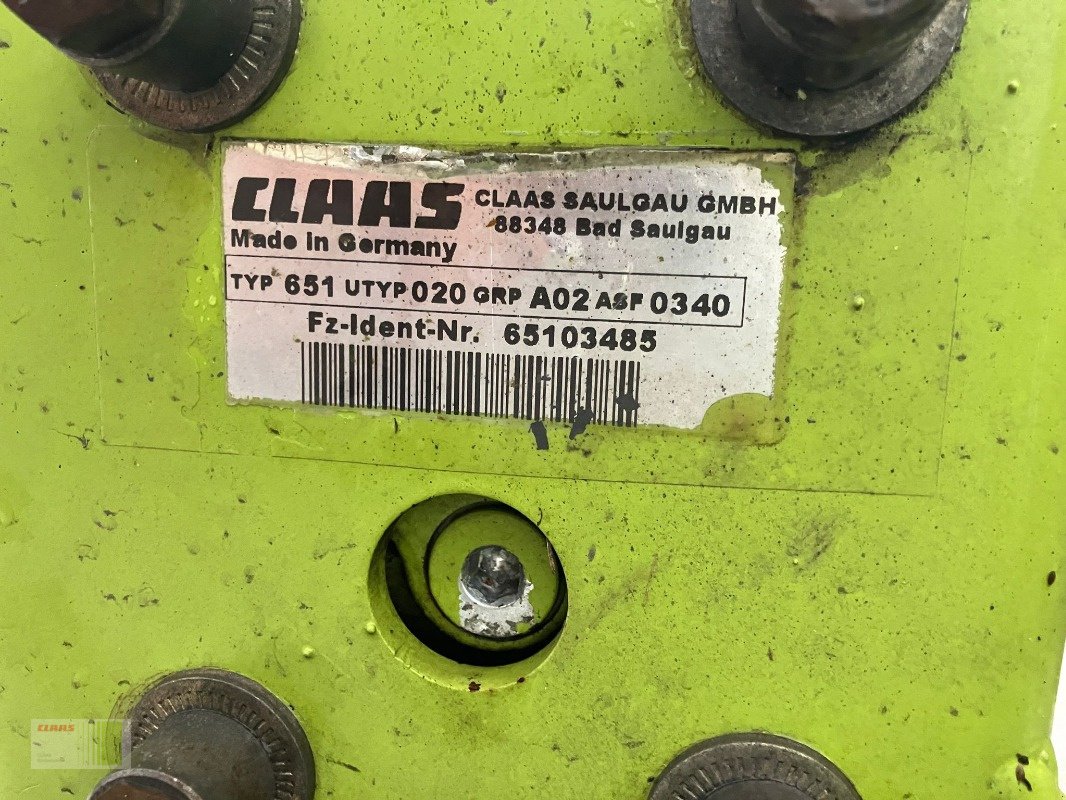 CLAAS
CLAAS SAULGAU GMBH
88348 Bad Saulgau
Made in Germany
TYP 651 UTYP 020 GRP A02 ASF 0340
Fz-Ident-Nr. 65103485
CLAAS